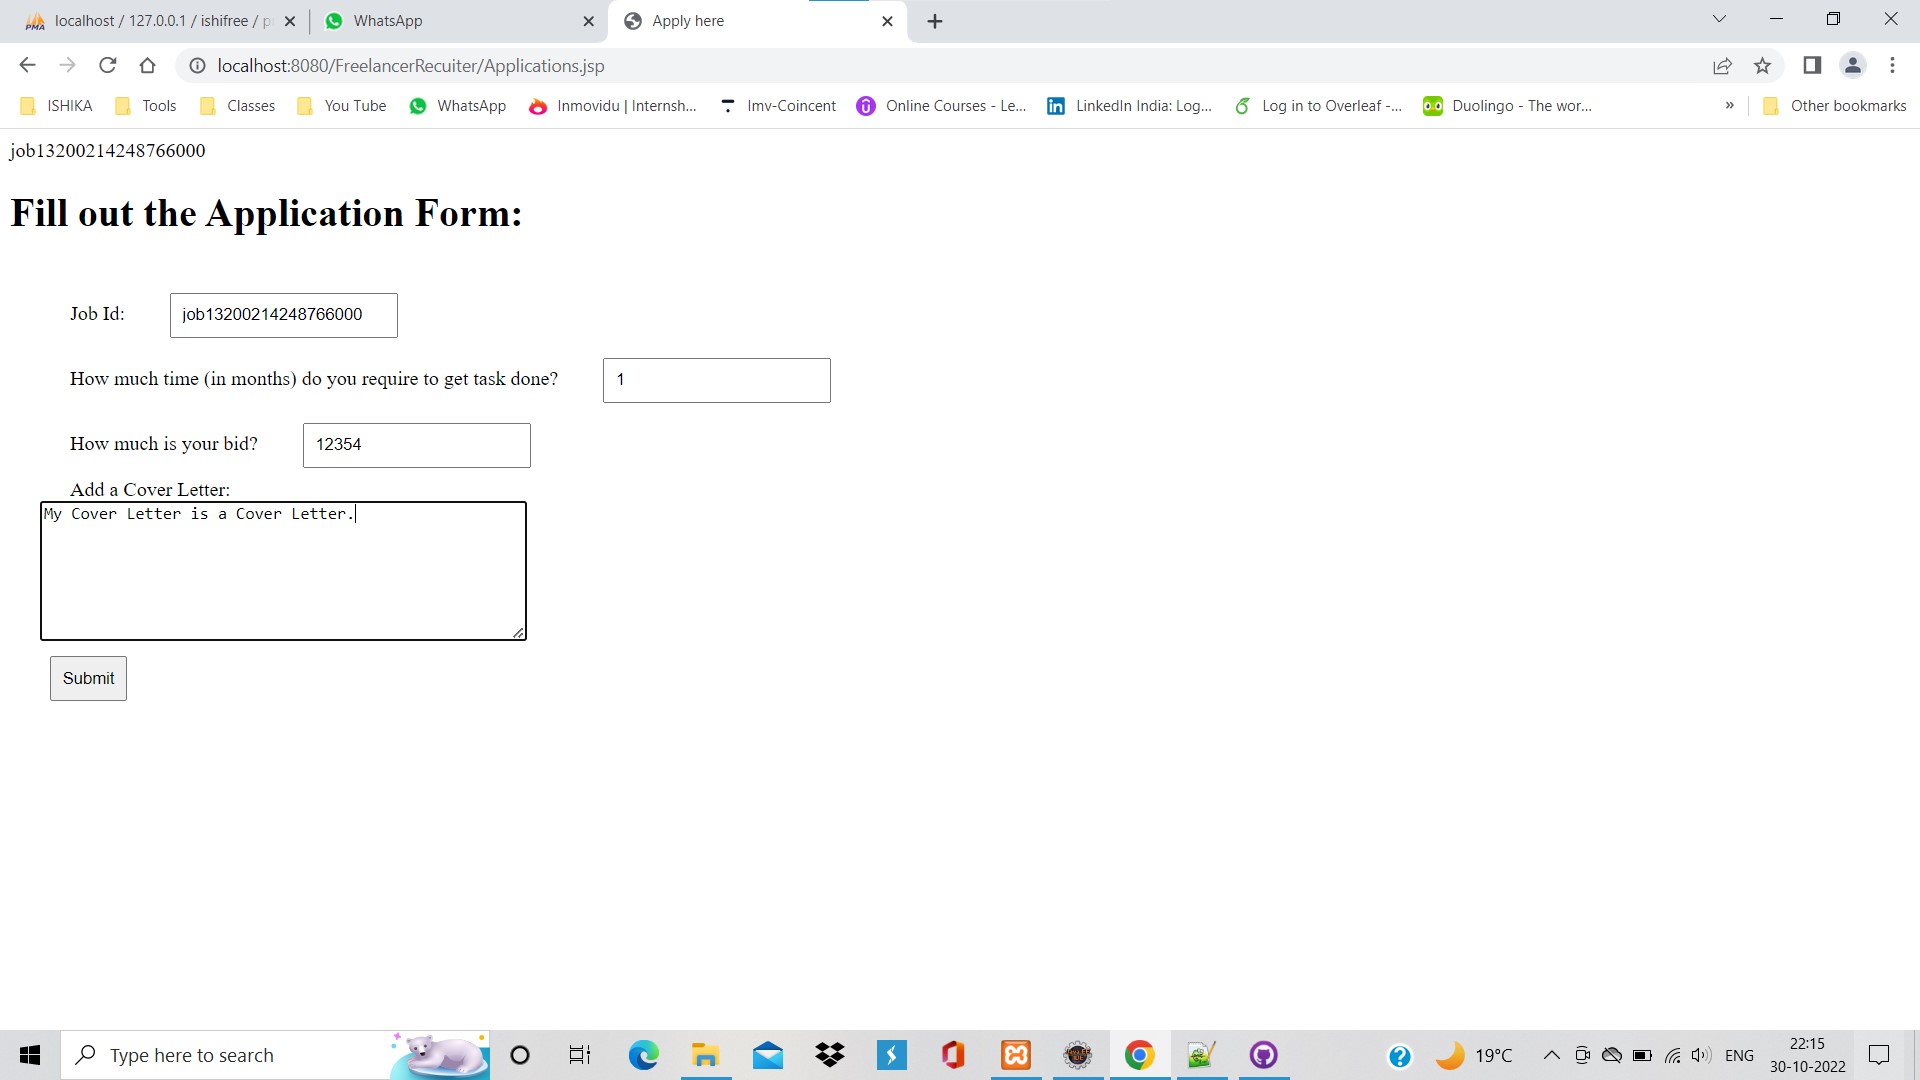 localhost / 127.0.0.1 / ishifree / p
WhatsApp
Apply here
localhost:8080/FreelancerRecuiter/Applications.jsp
ISHIKA
Tools
Classes
You Tube
WhatsApp
Inmovidu | Internsh...
Imv-Coincent
Online Courses - Le...
LinkedIn India: Log...
Log in to Overleaf -...
Duolingo - The wor...
»
Other bookmarks
job13200214248766000
Fill out the Application Form:
Job Id: job13200214248766000
How much time (in months) do you require to get task done? 1
How much is your bid? 12354
Add a Cover Letter:
My Cover Letter is a Cover Letter.
Submit
Type here to search
19°C
ENG
22:15
30-10-2022